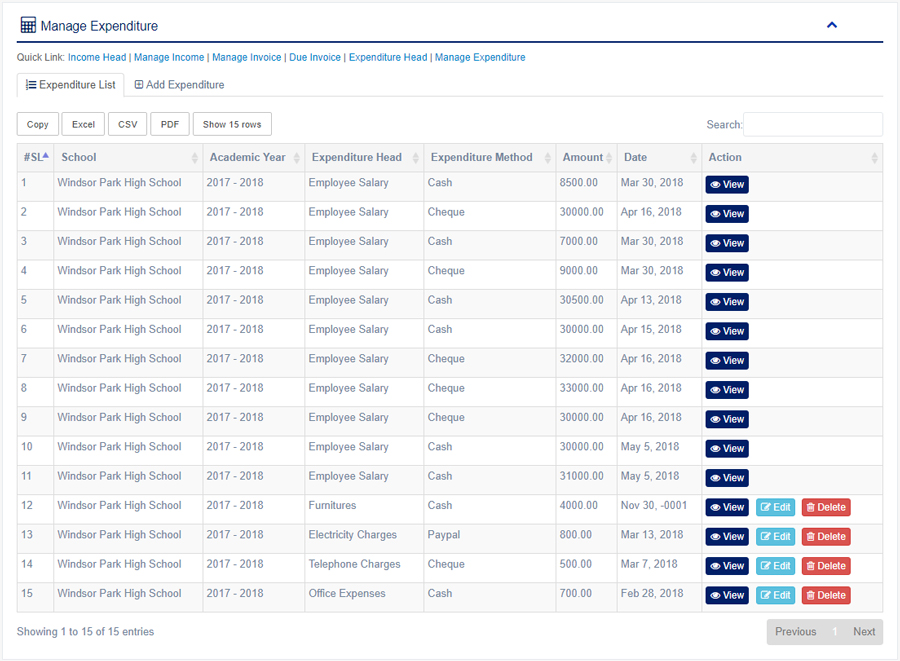 Manage Expenditure
Quick Link: Income Head | Manage Income | Manage Invoice | Due Invoice | Expenditure Head | Manage Expenditure
Expenditure List Add Expenditure
Copy Excel CSV PDF Show 15 rows Search:
#SL School Academic Year Expenditure Head Expenditure Method Amount Date Action
1 Windsor Park High School 2017 - 2018 Employee Salary Cash 8500.00 Mar 30, 2018 View
2 Windsor Park High School 2017 - 2018 Employee Salary Cheque 30000.00 Apr 16, 2018 View
3 Windsor Park High School 2017 - 2018 Employee Salary Cash 7000.00 Mar 30, 2018 View
4 Windsor Park High School 2017 - 2018 Employee Salary Cheque 9000.00 Mar 30, 2018 View
5 Windsor Park High School 2017 - 2018 Employee Salary Cash 30500.00 Apr 13, 2018 View
6 Windsor Park High School 2017 - 2018 Employee Salary Cash 30000.00 Apr 15, 2018 View
7 Windsor Park High School 2017 - 2018 Employee Salary Cheque 32000.00 Apr 16, 2018 View
8 Windsor Park High School 2017 - 2018 Employee Salary Cheque 33000.00 Apr 16, 2018 View
9 Windsor Park High School 2017 - 2018 Employee Salary Cheque 30000.00 Apr 16, 2018 View
10 Windsor Park High School 2017 - 2018 Employee Salary Cash 30000.00 May 5, 2018 View
11 Windsor Park High School 2017 - 2018 Employee Salary Cash 31000.00 May 5, 2018 View
12 Windsor Park High School 2017 - 2018 Furnitures Cash 4000.00 Nov 30, -0001 View Edit Delete
13 Windsor Park High School 2017 - 2018 Electricity Charges Paypal 800.00 Mar 13, 2018 View Edit Delete
14 Windsor Park High School 2017 - 2018 Telephone Charges Cheque 500.00 Mar 7, 2018 View Edit Delete
15 Windsor Park High School 2017 - 2018 Office Expenses Cash 700.00 Feb 28, 2018 View Edit Delete
Showing 1 to 15 of 15 entries Previous 1 Next